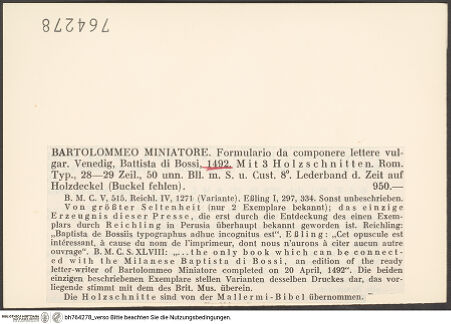 764278
BARTOLOMMEO MINIATORE. Formulario da componere lettere vul-
gar. Venedig, Battista di Bossi, 1492. Mit 3 Holzschnitten. Rom.
Typ., 28—29 Zeil., 50 unn. Bll. m. S. u. Cust. 8°. Lederband d. Zeit auf
Holzdeckel (Buckel fehlen). 950.—
B. M. C. V, 515. Reichl. IV, 1271 (Variante). Eßling I, 297, 334. Sonst unbeschrieben.
Von größter Seltenheit (nur 2 Exemplare bekannt); das einzige
Erzeugnis dieser Presse, die erst durch die Entdeckung des einen Exem-
plars durch Reichling in Perusia überhaupt bekannt geworden ist. Reichling:
„Baptista de Bossiis typographus adhuc incognitus est“, Eßling: „Cet opuscule est
intéressant, à cause du nom de l'imprimeur, dont nous n'aurons à citer aucun autre
ouvrage“. B. M. C. S. XLVIII: „...the only book which can be connect-
ed with the Milanese Baptista di Bossi, an edition of the ready
letter-writer of Bartolommeo Miniatore completed on 20 April, 1492“. Die beiden
einzigen beschriebenen Exemplare stellen Varianten desselben Druckes dar, das vor-
liegende stimmt mit dem des Brit. Mus. überein.
Die Holzschnitte sind von der Mallermi-Bibel übernommen.
bh764278_verso Bitte beachten Sie die Nutzungsbedingungen.